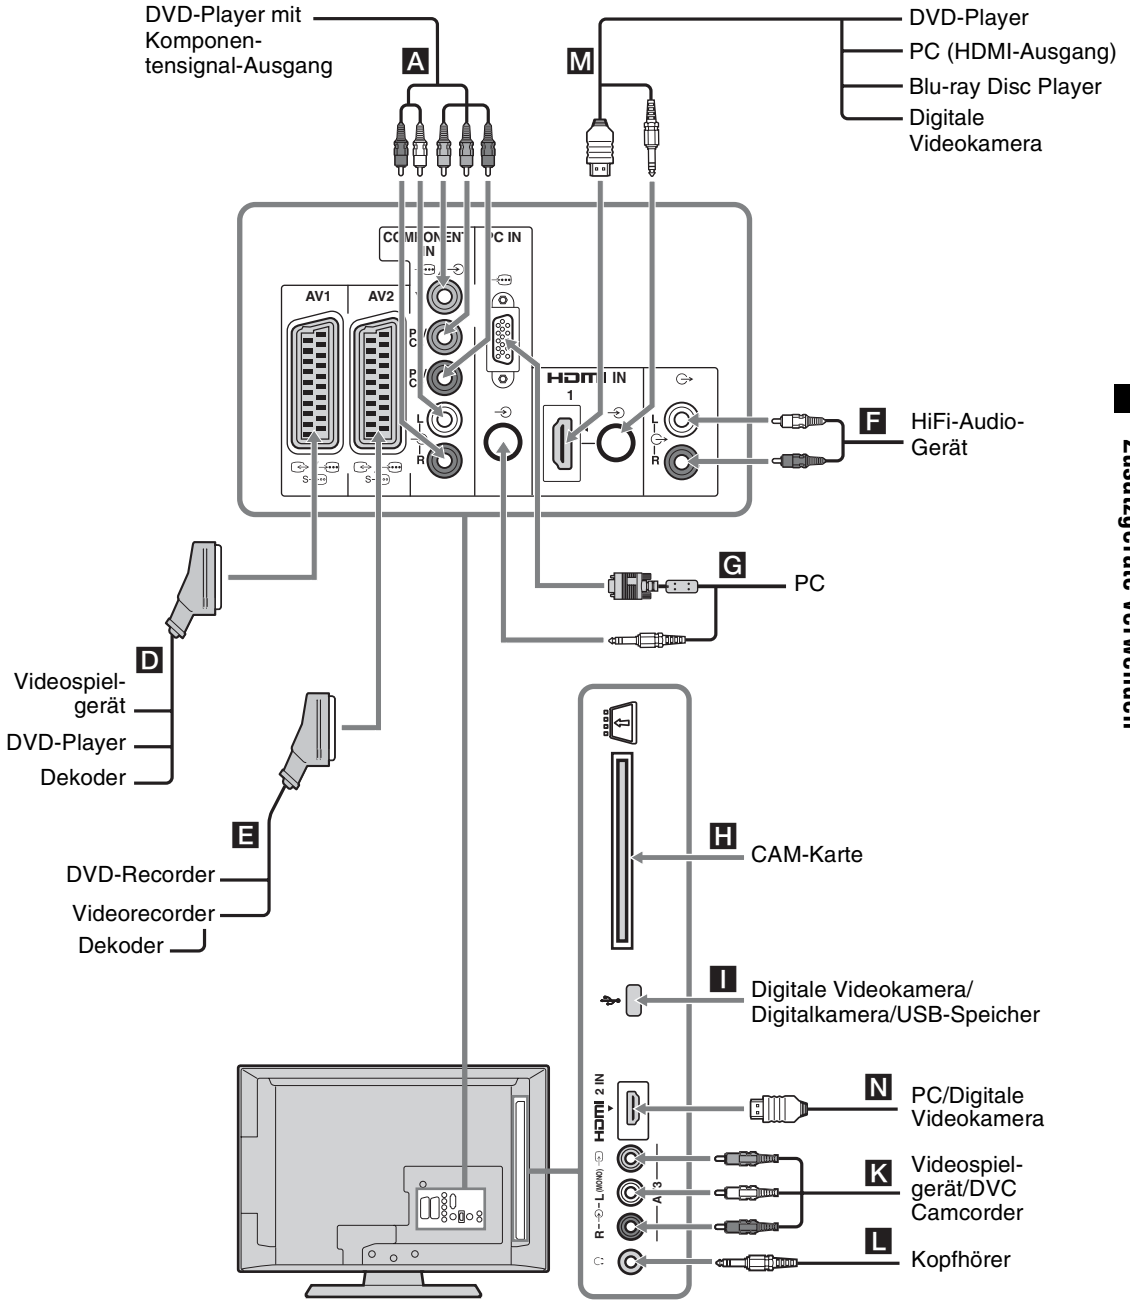 DVD-Player mit
Komponen-
tensignal-Ausgang
A
M
DVD-Player
PC (HDMI-Ausgang)
Blu-ray Disc Player
Digitale
Videokamera
PC IN
AV1
AV2
HDMI IN
1
L
R
L
R
S
S
F
HiFi-Audio-
Gerät
G
PC
D
Videospiel-
gerät
DVD-Player
Dekoder
E
DVD-Recorder
Videorecorder
Dekoder
H
CAM-Karte
I
Digitale Videokamera/
Digitalkamera/USB-Speicher
HDMI 2 IN
N
PC/Digitale
Videokamera
L (MONO)
R
K
Videospiel-
gerät/DVC
Camcorder
L
Kopfhörer